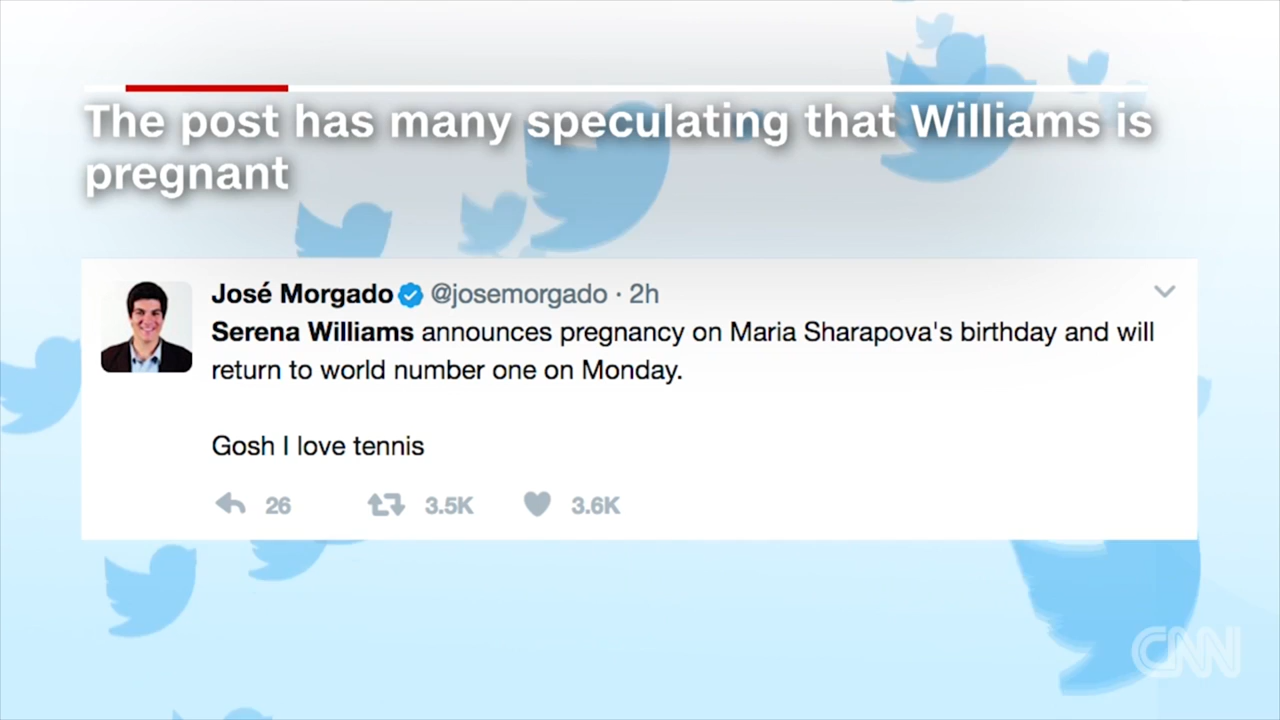 The post has many speculating that Williams is
pregnant
José Morgado @josemorgado · 2h
Serena Williams announces pregnancy on Maria Sharapova's birthday and will
return to world number one on Monday.
Gosh I love tennis
26 3.5K 3.6K
CNN